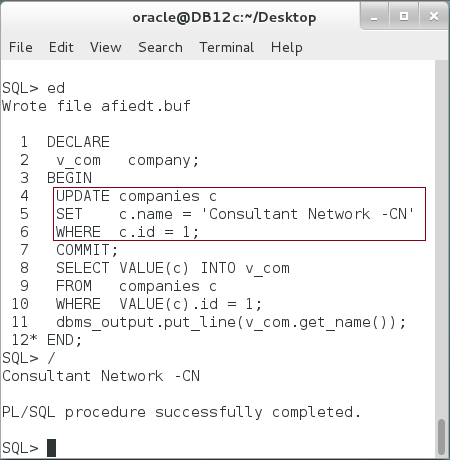 oracle@DB12c:~/Desktop
File Edit View Search Terminal Help
SQL> ed
Wrote file afiedt.buf
1 DECLARE
2 v_com company;
3 BEGIN
4 UPDATE companies c
5 SET c.name = 'Consultant Network -CN'
6 WHERE c.id = 1;
7 COMMIT;
8 SELECT VALUE(c) INTO v_com
9 FROM companies c
10 WHERE VALUE(c).id = 1;
11 dbms_output.put_line(v_com.get_name());
12* END;
SQL> /
Consultant Network -CN
PL/SQL procedure successfully completed.
SQL>